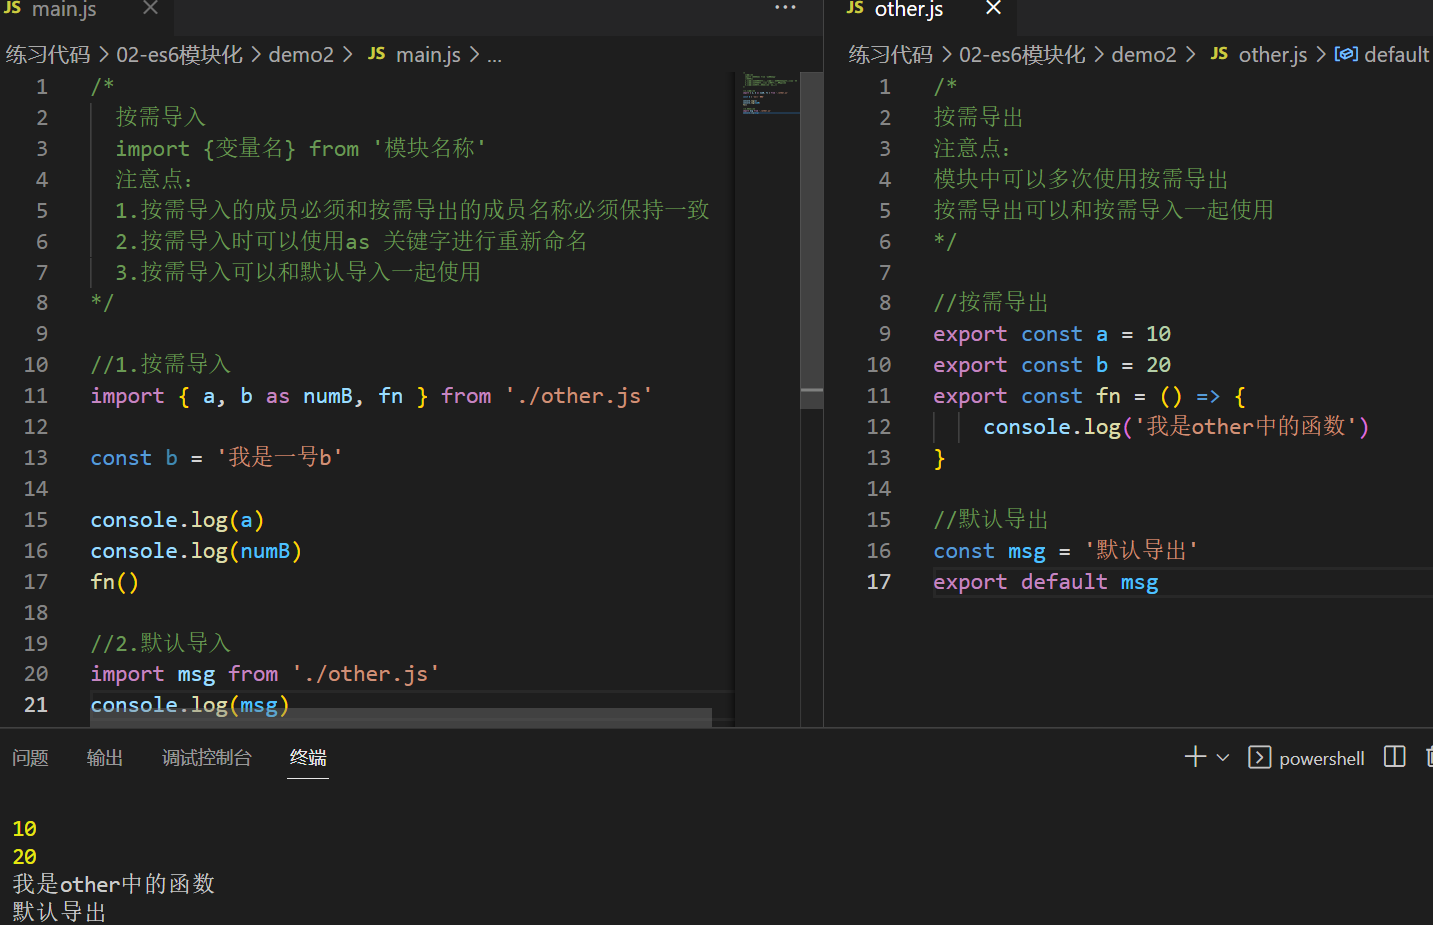 JS main.js
练习代码 > 02-es6模块化 > demo2 > JS main.js > ...
1 /*
2 按需导入
3 import {变量名} from '模块名称'
4 注意点：
5 1.按需导入的成员必须和按需导出的成员名称必须保持一致
6 2.按需导入时可以使用as 关键字进行重新命名
7 3.按需导入可以和默认导入一起使用
8 */
9
10 //1.按需导入
11 import { a, b as numB, fn } from './other.js'
12
13 const b = '我是一号b'
14
15 console.log(a)
16 console.log(numB)
17 fn()
18
19 //2.默认导入
20 import msg from './other.js'
21 console.log(msg)
JS other.js
练习代码 > 02-es6模块化 > demo2 > JS other.js > default
1 /*
2 按需导出
3 注意点：
4 模块中可以多次使用按需导出
5 按需导出可以和按需导入一起使用
6 */
7
8 //按需导出
9 export const a = 10
10 export const b = 20
11 export const fn = () => {
12 console.log('我是other中的函数')
13 }
14
15 //默认导出
16 const msg = '默认导出'
17 export default msg
问题 输出 调试控制台 终端 powershell
10
20
我是other中的函数
默认导出